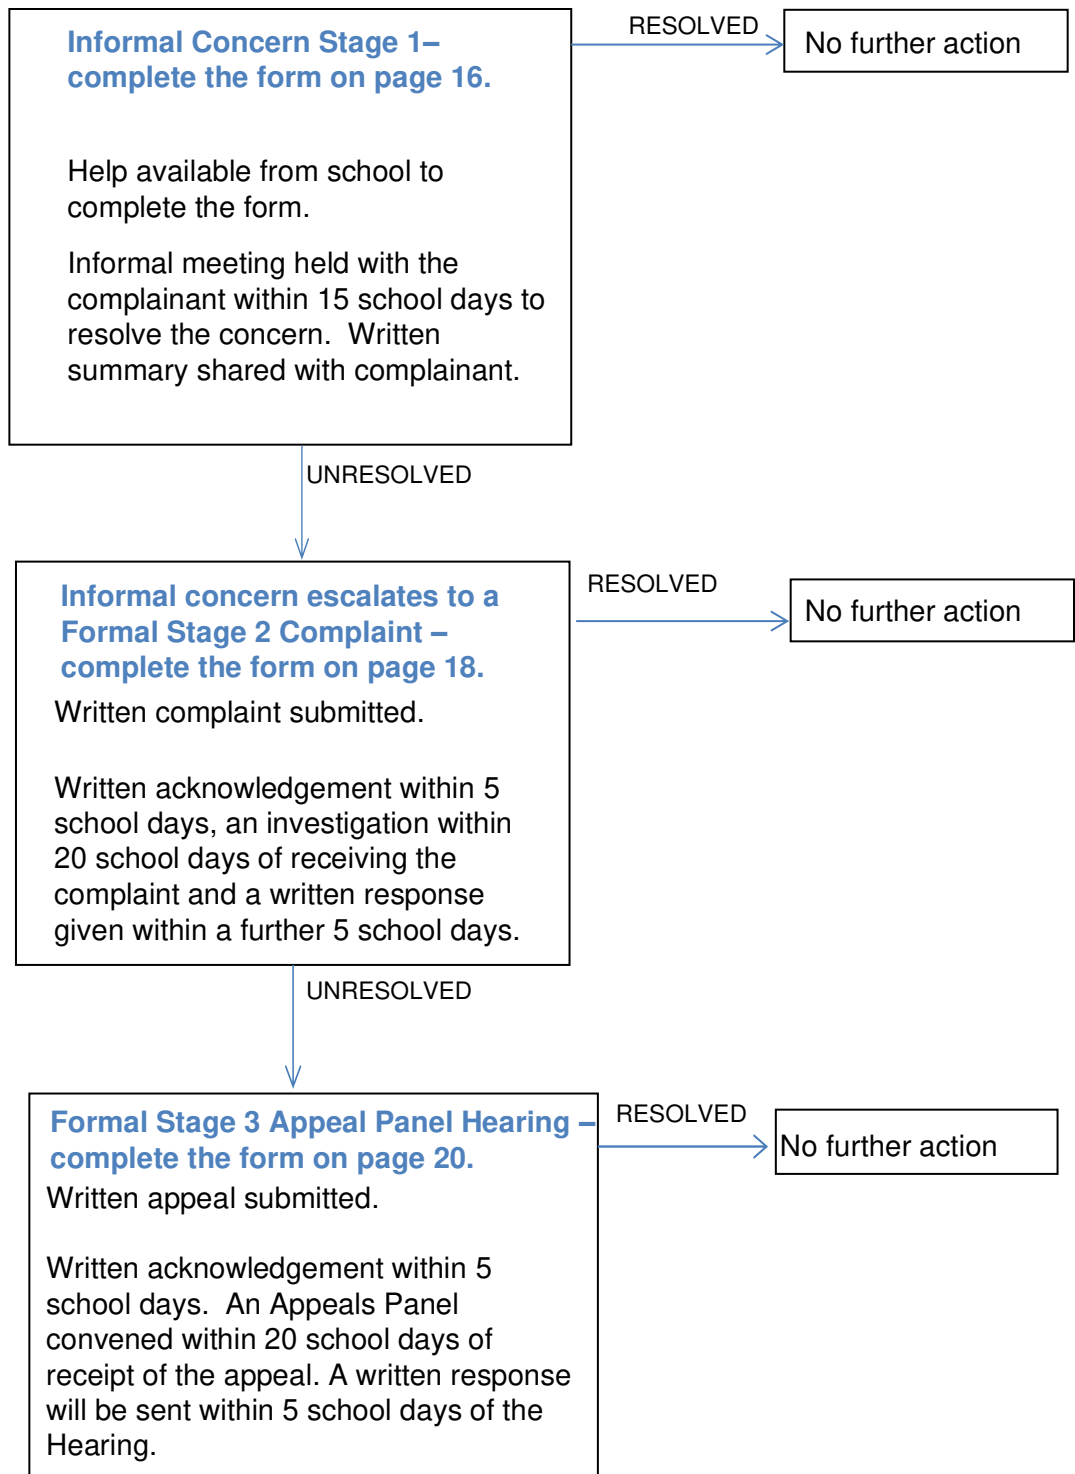 Informal Concern Stage 1–
complete the form on page 16.
Help available from school to
complete the form.
Informal meeting held with the
complainant within 15 school days to
resolve the concern.  Written
summary shared with complainant.
RESOLVED
No further action
UNRESOLVED
Informal concern escalates to a
Formal Stage 2 Complaint –
complete the form on page 18.
Written complaint submitted.
Written acknowledgement within 5
school days, an investigation within
20 school days of receiving the
complaint and a written response
given within a further 5 school days.
RESOLVED
No further action
UNRESOLVED
Formal Stage 3 Appeal Panel Hearing –
complete the form on page 20.
Written appeal submitted.
Written acknowledgement within 5
school days.  An Appeals Panel
convened within 20 school days of
receipt of the appeal. A written response
will be sent within 5 school days of the
Hearing.
RESOLVED
No further action